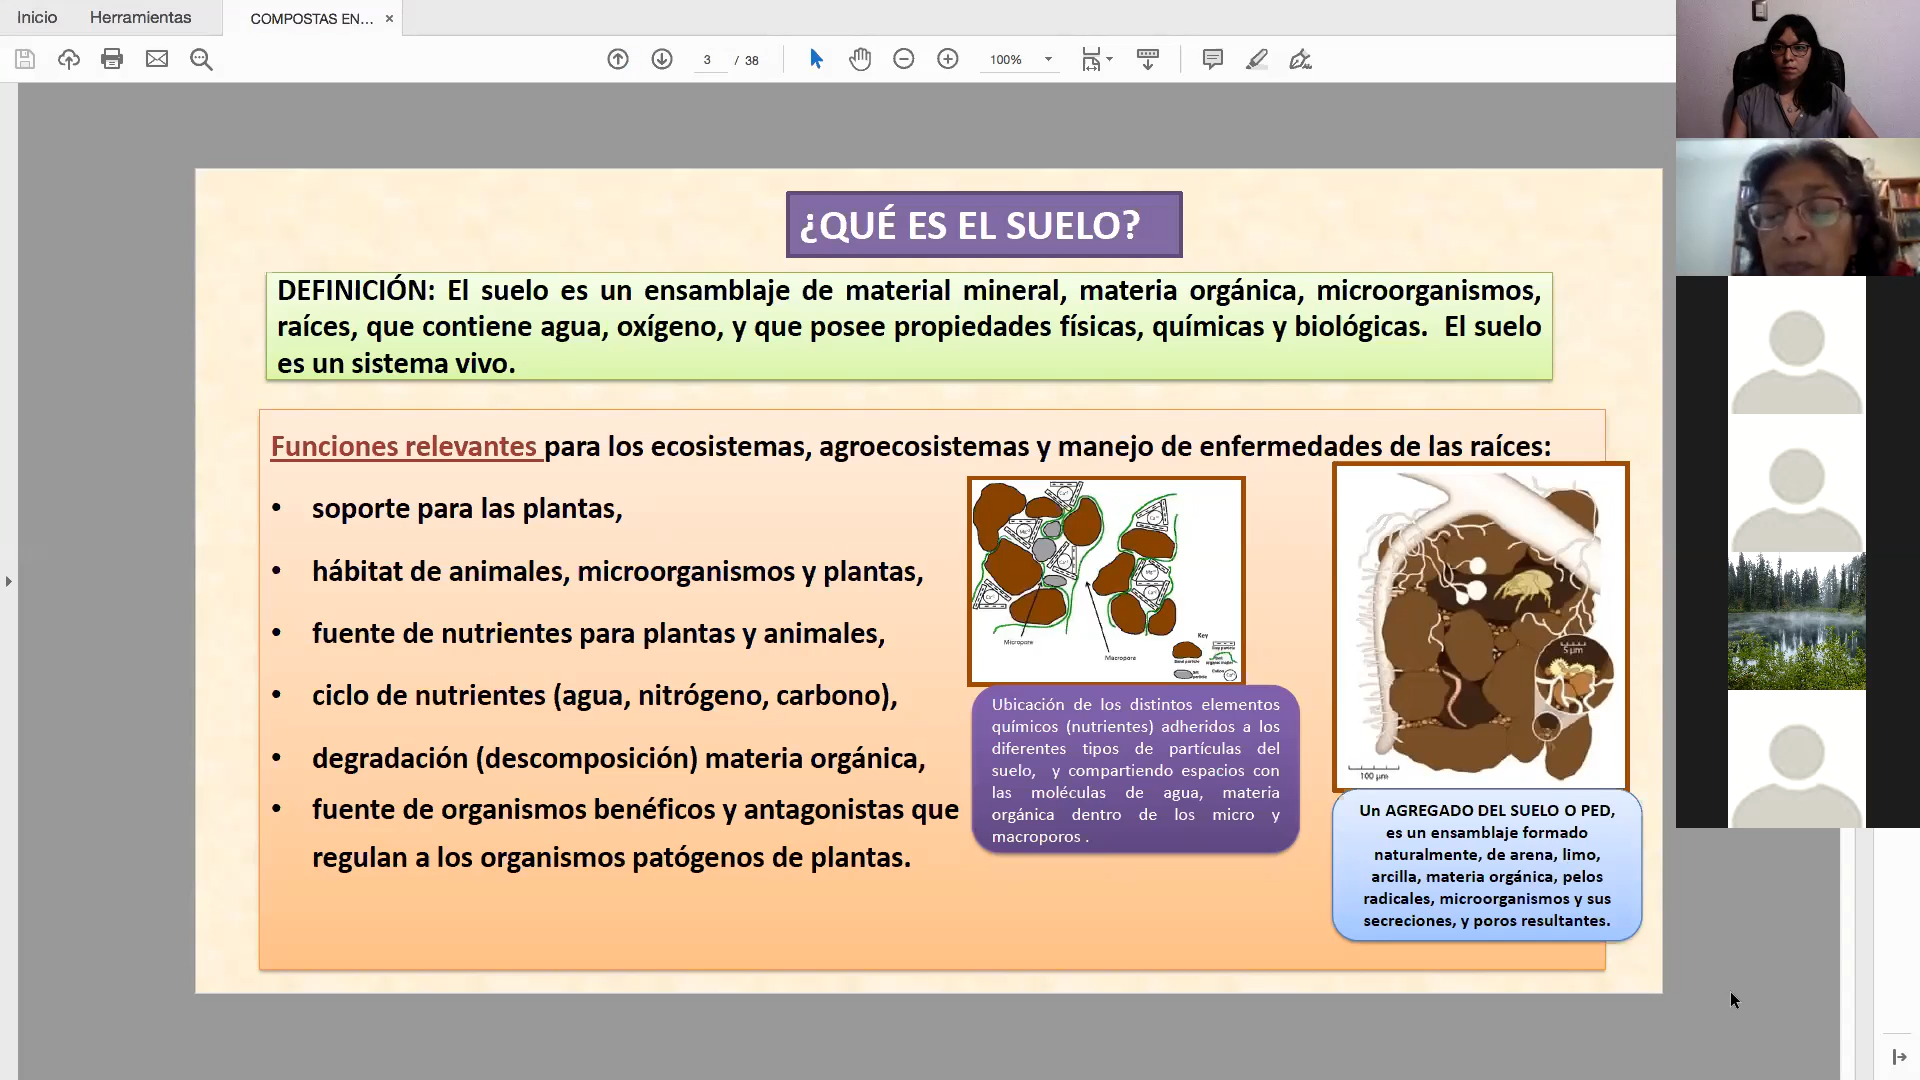 Inicio
Herramientas
COMPOSTAS EN... ×
3 / 38
100%
¿QUÉ ES EL SUELO?
DEFINICIÓN: El suelo es un ensamblaje de material mineral, materia orgánica, microorganismos,
raíces, que contiene agua, oxígeno, y que posee propiedades físicas, químicas y biológicas. El suelo
es un sistema vivo.
Funciones relevantes para los ecosistemas, agroecosistemas y manejo de enfermedades de las raíces:
• soporte para las plantas,
• hábitat de animales, microorganismos y plantas,
• fuente de nutrientes para plantas y animales,
• ciclo de nutrientes (agua, nitrógeno, carbono),
• degradación (descomposición) materia orgánica,
• fuente de organismos benéficos y antagonistas que
regulan a los organismos patógenos de plantas.
Micropore
Macropora
Key
Ubicación de los distintos elementos
químicos (nutrientes) adheridos a los
diferentes tipos de partículas del
suelo, y compartiendo espacios con
las moléculas de agua, materia
orgánica dentro de los micro y
macroporos .
5 µm
100 µm
Un AGREGADO DEL SUELO O PED,
es un ensamblaje formado
naturalmente, de arena, limo,
arcilla, materia orgánica, pelos
radicales, microorganismos y sus
secreciones, y poros resultantes.